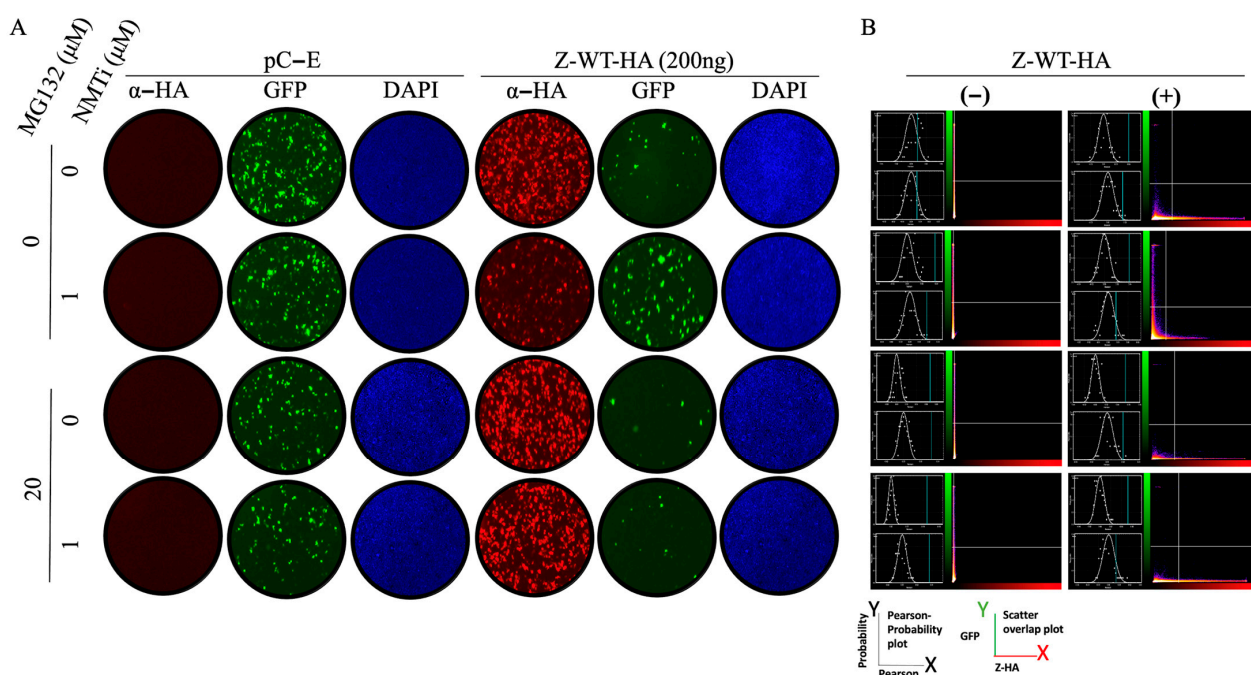 A
B
MG132 (μM)
NMTi (μM)
pC−E
Z-WT-HA (200ng)
α−HA GFP DAPI α−HA GFP DAPI
0
0
1
20
0
1
Z-WT-HA
(−) (+)
Y
Probability
Pearson-
Probability
plot
X
Pearson
GFP
Y
Scatter
overlap plot
X
Z-HA